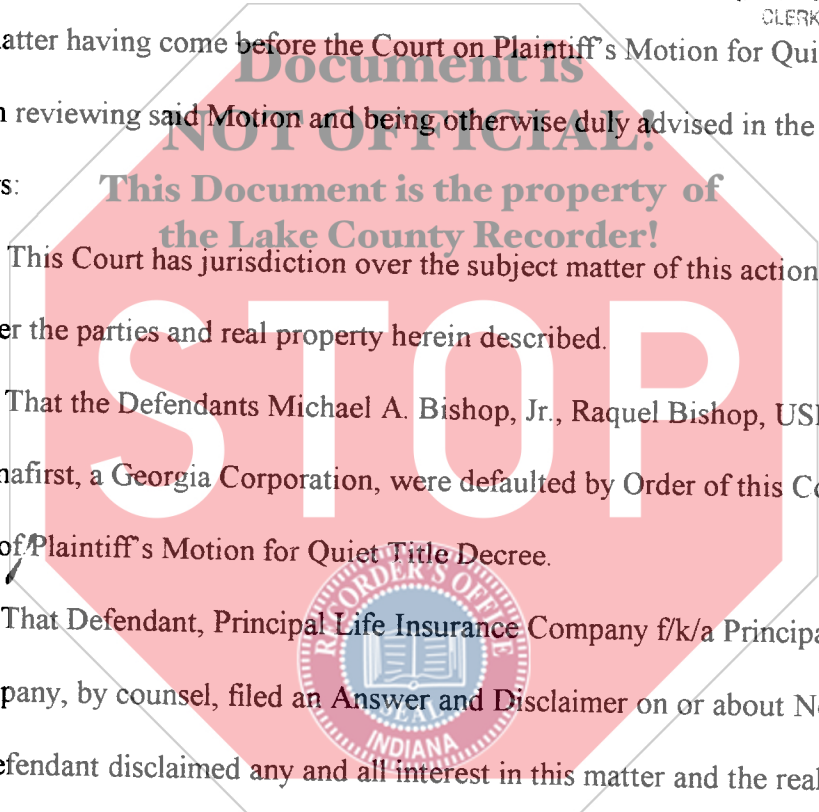 CLERK
atter having come before the Court on Plaintiff's Motion for Qui
Document is
reviewing said Motion and being otherwise duly advised in the
NOT OFFICIAL!
s:
This Document is the property of
the Lake County Recorder!
This Court has jurisdiction over the subject matter of this action
er the parties and real property herein described.
STOP
That the Defendants Michael A. Bishop, Jr., Raquel Bishop, USI
nafirst, a Georgia Corporation, were defaulted by Order of this Co
of Plaintiff's Motion for Quiet Title Decree.
RECORDER'S OFFICE
That Defendant, Principal Life Insurance Company f/k/a Principa
pany, by counsel, filed an Answer and Disclaimer on or about No
SEAL
INDIANA
efendant disclaimed any and all interest in this matter and the real